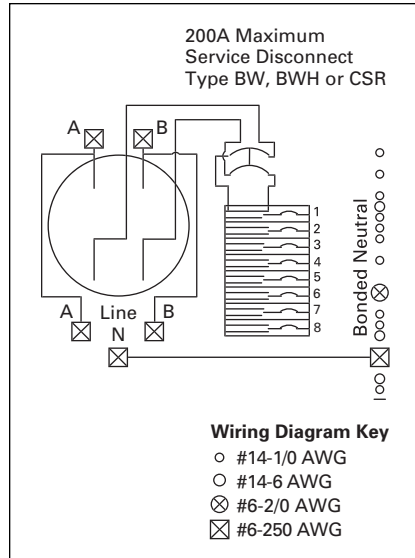 200A Maximum
Service Disconnect
Type BW, BWH or CSR
A
B
1
2
3
4
5
6
7
8
Bonded Neutral
A
Line
B
N
Wiring Diagram Key
#14-1/0 AWG
#14-6 AWG
#6-2/0 AWG
#6-250 AWG